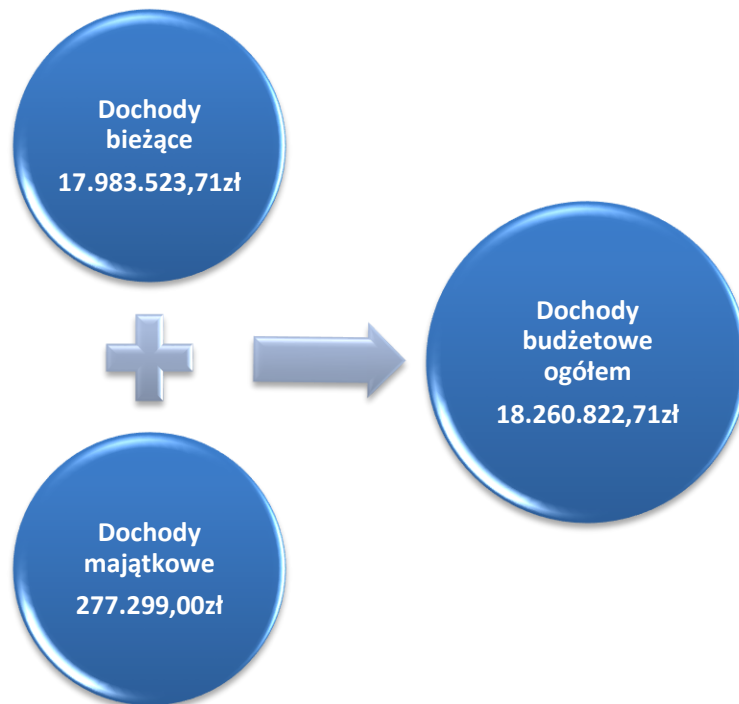 Dochody
bieżące
17.983.523,71zł
Dochody
majątkowe
277.299,00zł
Dochody
budżetowe
ogółem
18.260.822,71zł